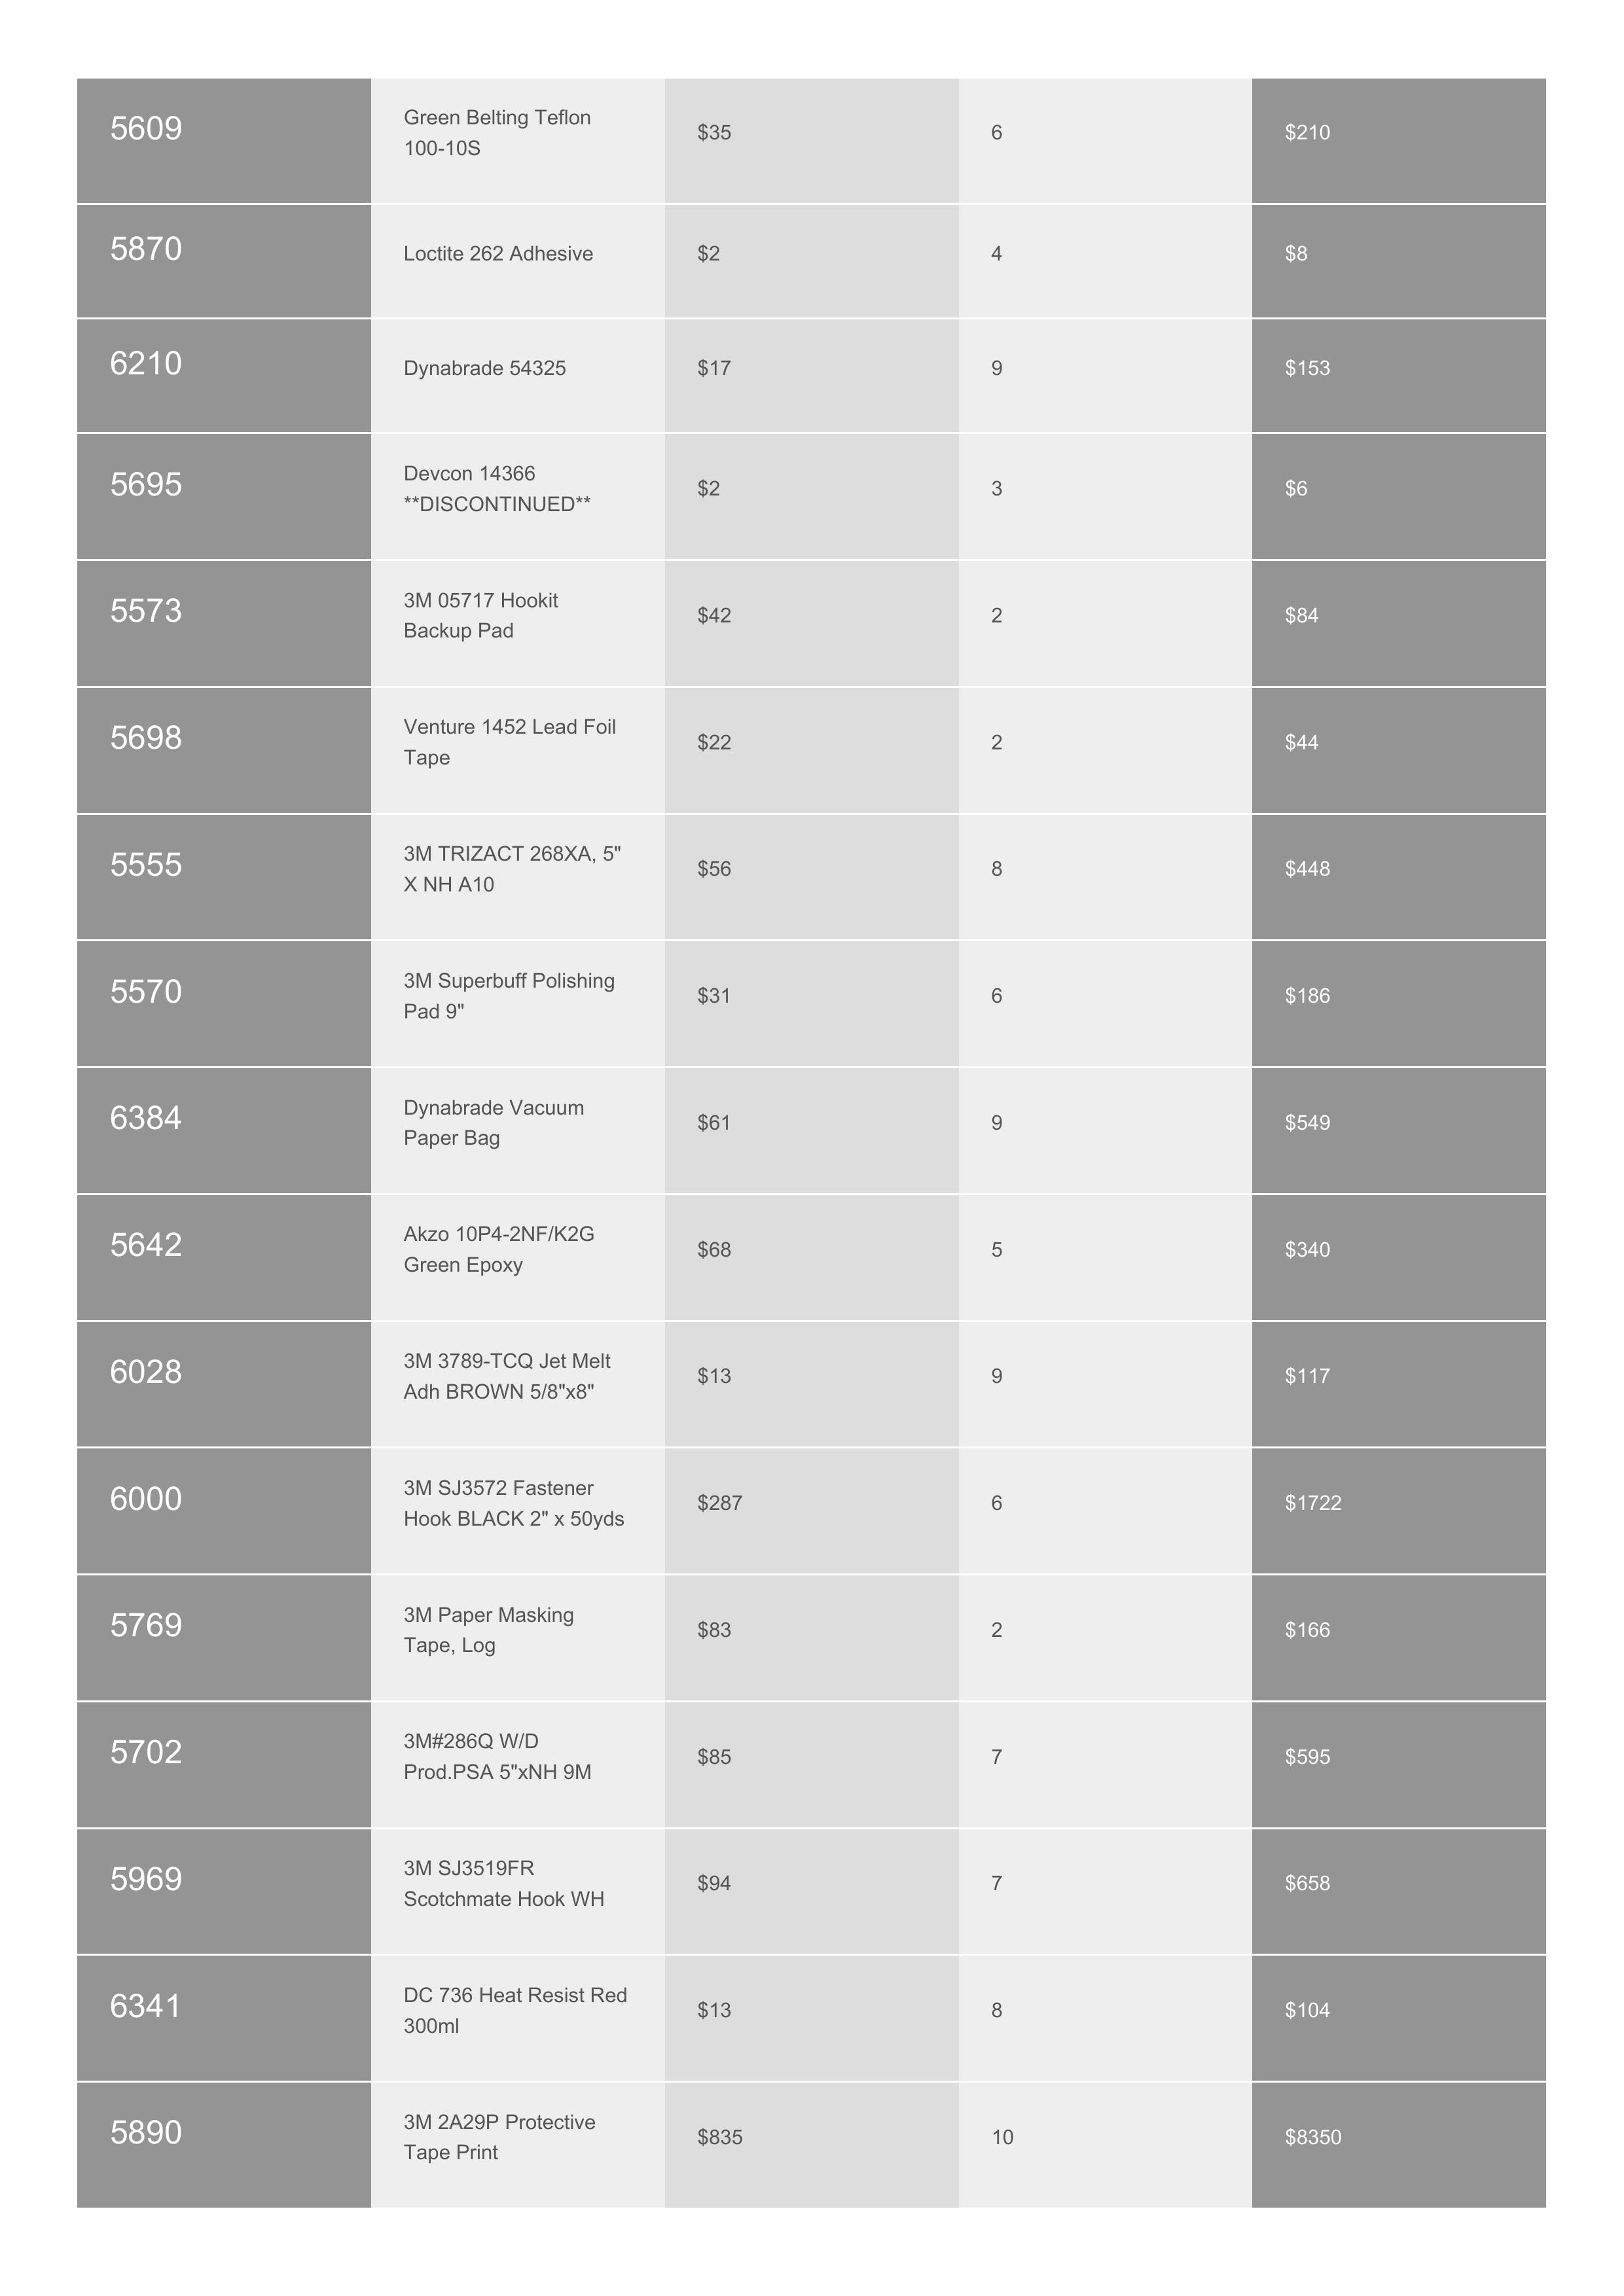 5609 Green Belting Teflon $35 6 $210
100-10S
5870 Loctite 262 Adhesive $2 4 $8
6210 Dynabrade 54325 $17 9 $153
5695 Devcon 14366 $2 3 $6
**DISCONTINUED**
5573 3M 05717 Hookit $42 2 $84
Backup Pad
5698 Venture 1452 Lead Foil $22 2 $44
Tape
5555 3M TRIZACT 268XA, 5" $56 8 $448
X NH A10
5570 3M Superbuff Polishing $31 6 $186
Pad 9"
6384 Dynabrade Vacuum $61 9 $549
Paper Bag
5642 Akzo 10P4-2NF/K2G $68 5 $340
Green Epoxy
6028 3M 3789-TCQ Jet Melt $13 9 $117
Adh BROWN 5/8"x8"
6000 3M SJ3572 Fastener $287 6 $1722
Hook BLACK 2" x 50yds
5769 3M Paper Masking $83 2 $166
Tape, Log
5702 3M#286Q W/D $85 7 $595
Prod.PSA 5"xNH 9M
5969 3M SJ3519FR $94 7 $658
Scotchmate Hook WH
6341 DC 736 Heat Resist Red $13 8 $104
300ml
5890 3M 2A29P Protective $835 10 $8350
Tape Print